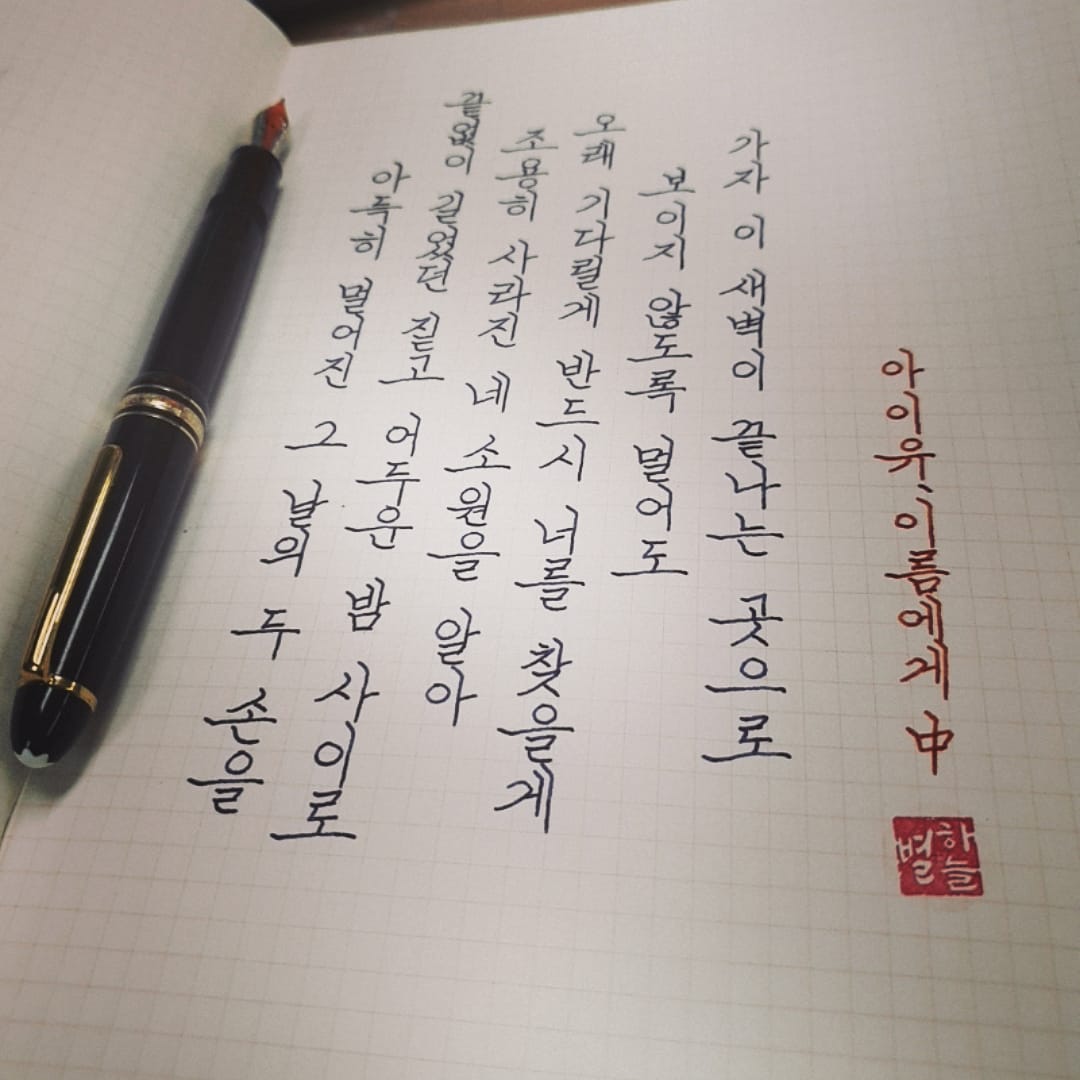 아득히 멀어진 그 날의 두 손을
끝없이 길었던 짙고 어두운 밤 사이로
조용히 사라진 네 소원을 알아
오래 기다릴게 반드시 너를 찾을게
보이지 않도록 멀어도
가자 이 새벽이 끝나는 곳으로
아이유, 이름에게 中
하늘
별